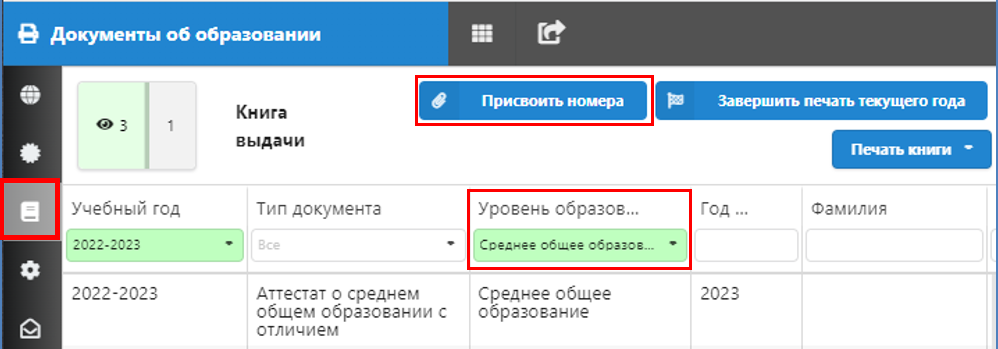 Документы об образовании
3
1
Книга
выдачи
Присвоить номера
Завершить печать текущего года
Печать книги
Учебный год
Тип документа
Уровень образов...
Год ...
Фамилия
2022-2023
Все
Среднее общее образов...
2022-2023
Аттестат о среднем
общем образовании с
отличием
Среднее общее
образование
2023